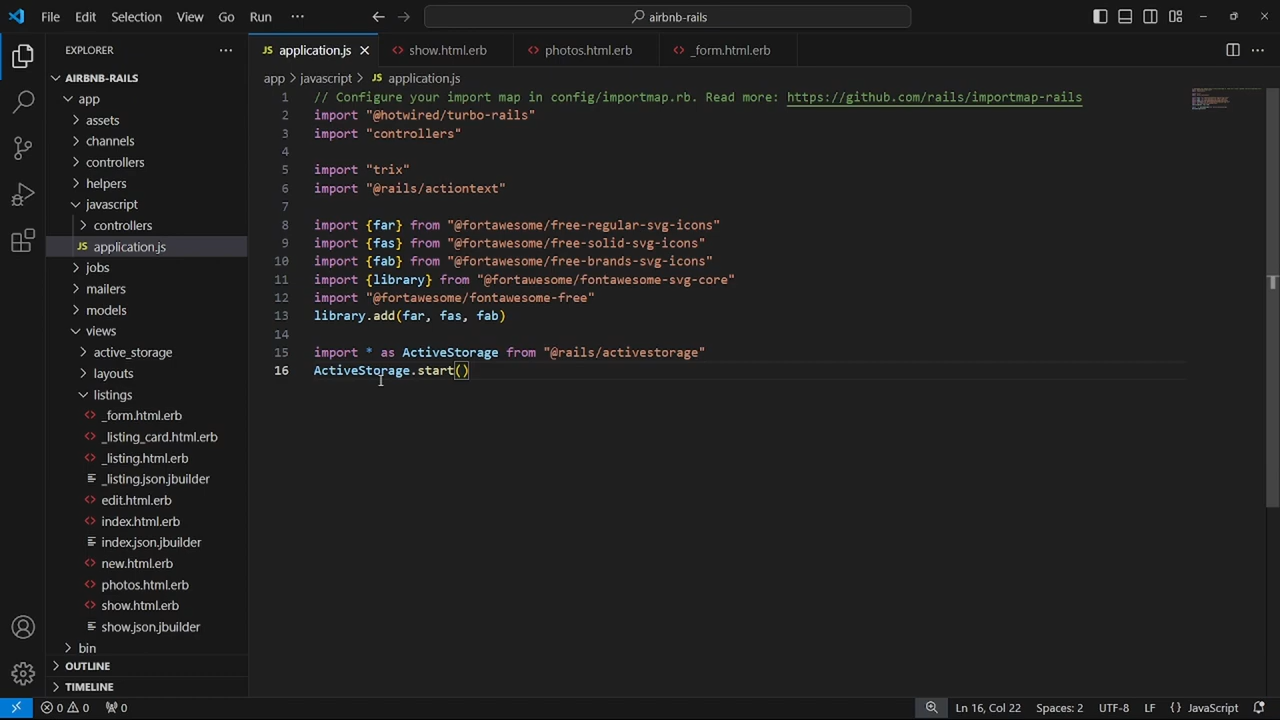 File Edit Selection View Go Run ··· airbnb-rails
EXPLORER ···
AIRBNB-RAILS
app
assets
channels
controllers
helpers
javascript
controllers
JS application.js
jobs
mailers
models
views
active_storage
layouts
listings
_form.html.erb
_listing_card.html.erb
_listing.html.erb
_listing.json.jbuilder
edit.html.erb
index.html.erb
index.json.jbuilder
new.html.erb
photos.html.erb
show.html.erb
show.json.jbuilder
bin
OUTLINE
TIMELINE
JS application.js show.html.erb photos.html.erb _form.html.erb
app > javascript > JS application.js
1 // Configure your import map in config/importmap.rb. Read more: https://github.com/rails/importmap-rails
2 import "@hotwired/turbo-rails"
3 import "controllers"
4
5 import "trix"
6 import "@rails/actiontext"
7
8 import {far} from "@fortawesome/free-regular-svg-icons"
9 import {fas} from "@fortawesome/free-solid-svg-icons"
10 import {fab} from "@fortawesome/free-brands-svg-icons"
11 import {library} from "@fortawesome/fontawesome-svg-core"
12 import "@fortawesome/fontawesome-free"
13 library.add(far, fas, fab)
14
15 import * as ActiveStorage from "@rails/activestorage"
16 ActiveStorage.start()
0 0 0 Ln 16, Col 22 Spaces: 2 UTF-8 LF {} JavaScript